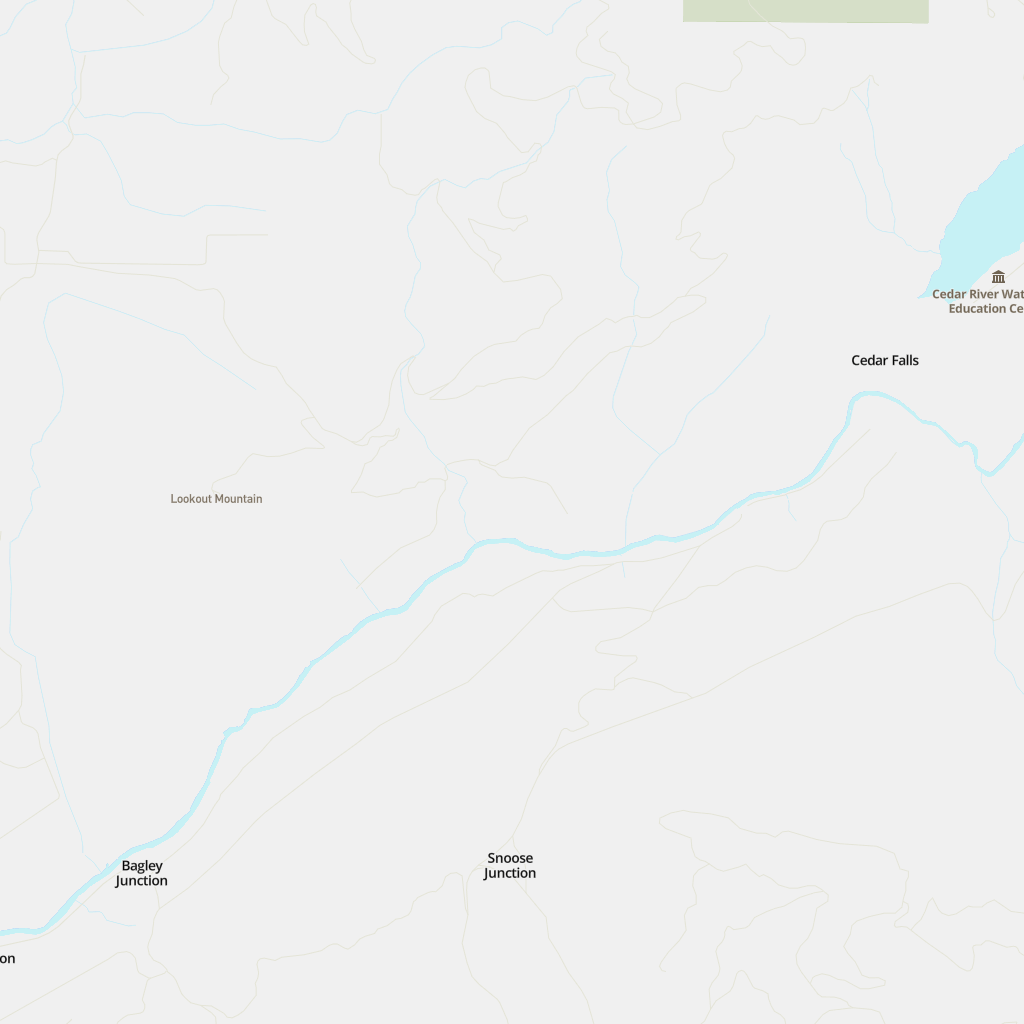 Cedar River Wat
Education Ce
Cedar Falls
Lookout Mountain
Bagley
Junction
Snoose
Junction
on